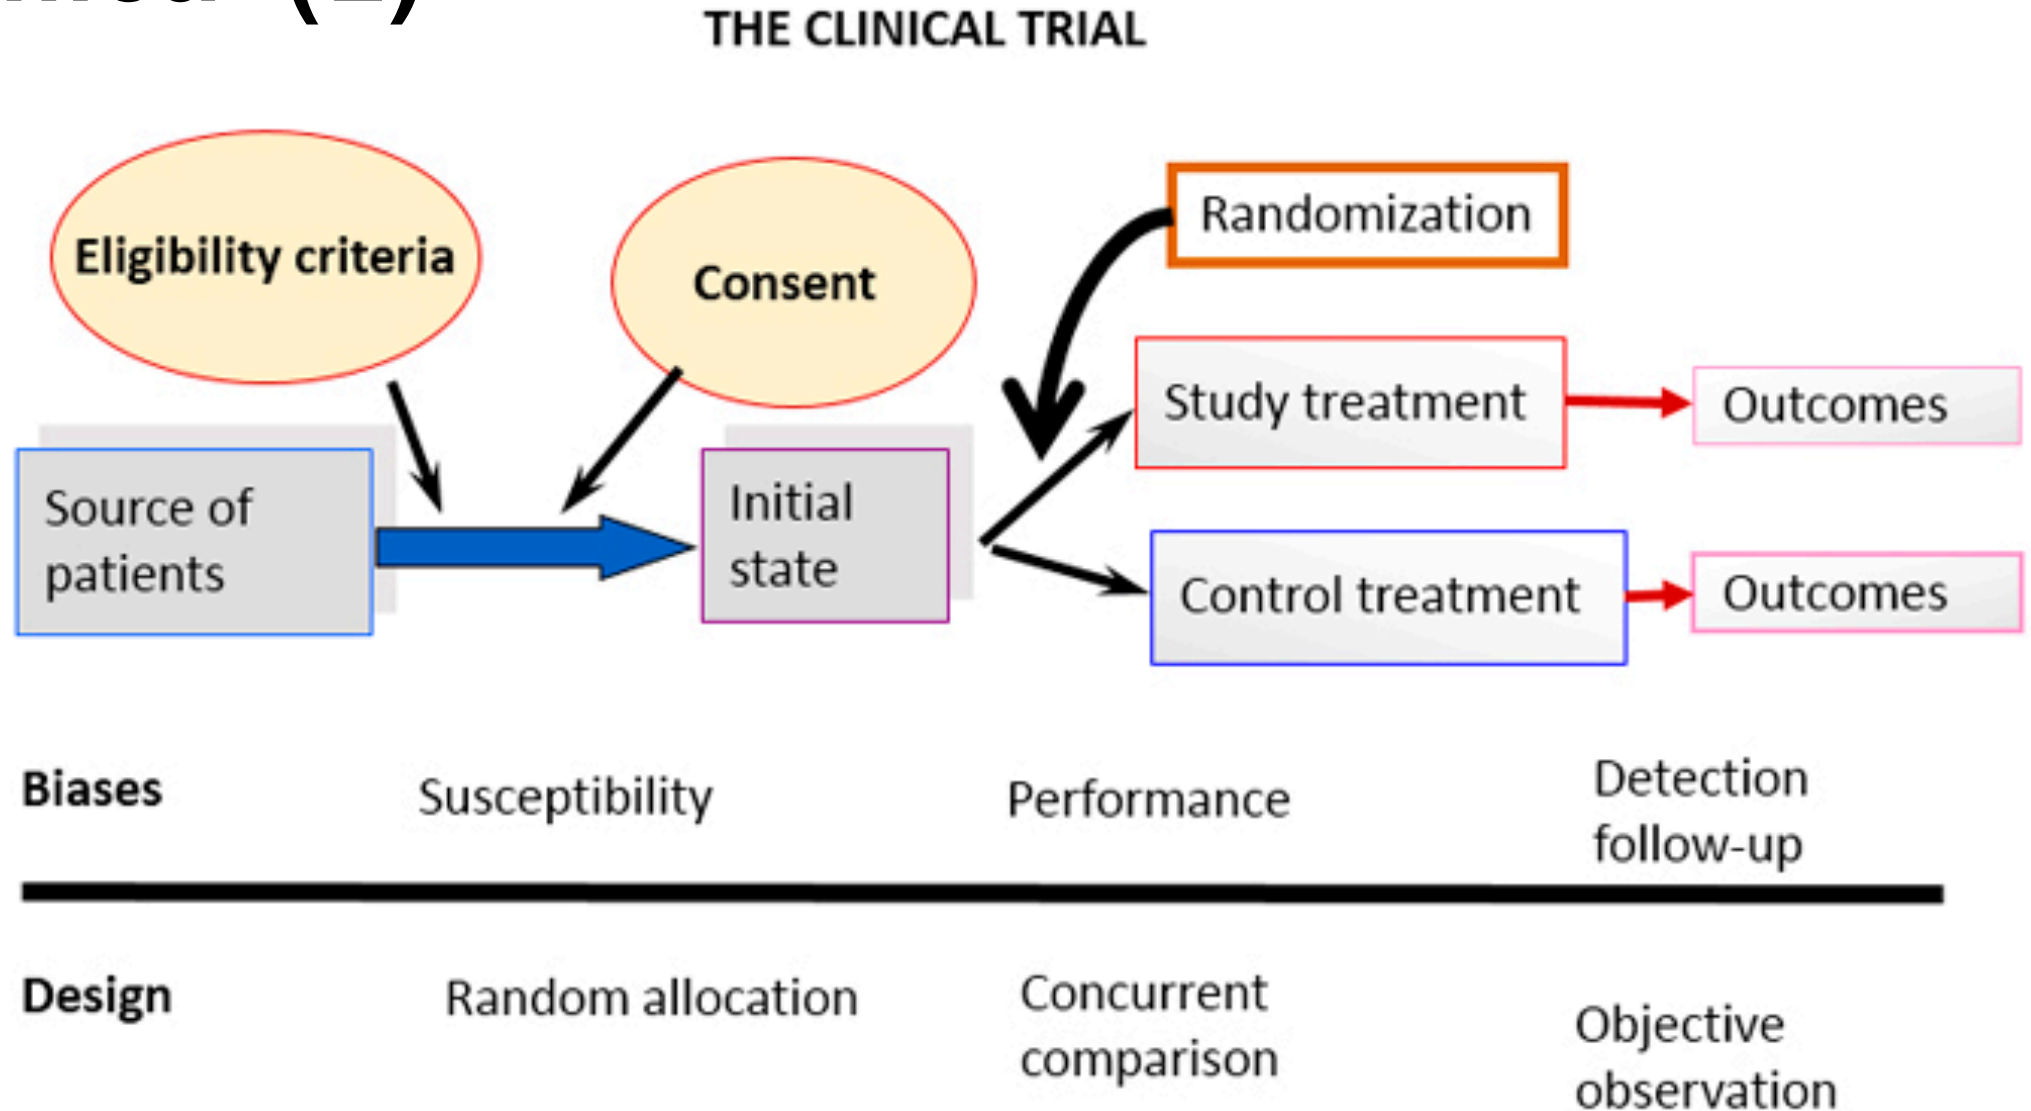 THE CLINICAL TRIAL
Eligibility criteria
Consent
Randomization
Study treatment
Outcomes
Source of
patients
Initial
state
Control treatment
Outcomes
Biases
Susceptibility
Performance
Detection
follow-up
Design
Random allocation
Concurrent
comparison
Objective
observation